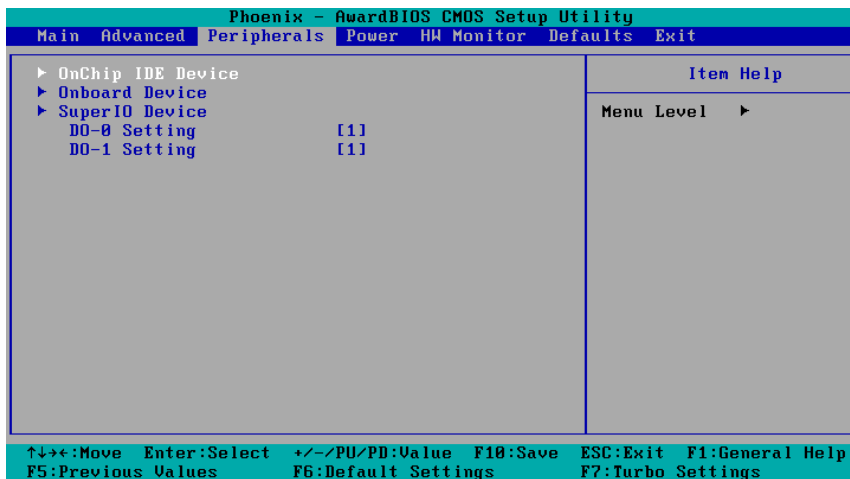 Phoenix - AwardBIOS CMOS Setup Utility
Main Advanced Peripherals Power HW Monitor Defaults Exit
▶ OnChip IDE Device
▶ Onboard Device
▶ SuperIO Device
DO-0 Setting [1]
DO-1 Setting [1]
Item Help
Menu Level ▶
↑↓→←:Move Enter:Select +/-/PU/PD:Value F10:Save ESC:Exit F1:General Help
F5:Previous Values F6:Default Settings F7:Turbo Settings